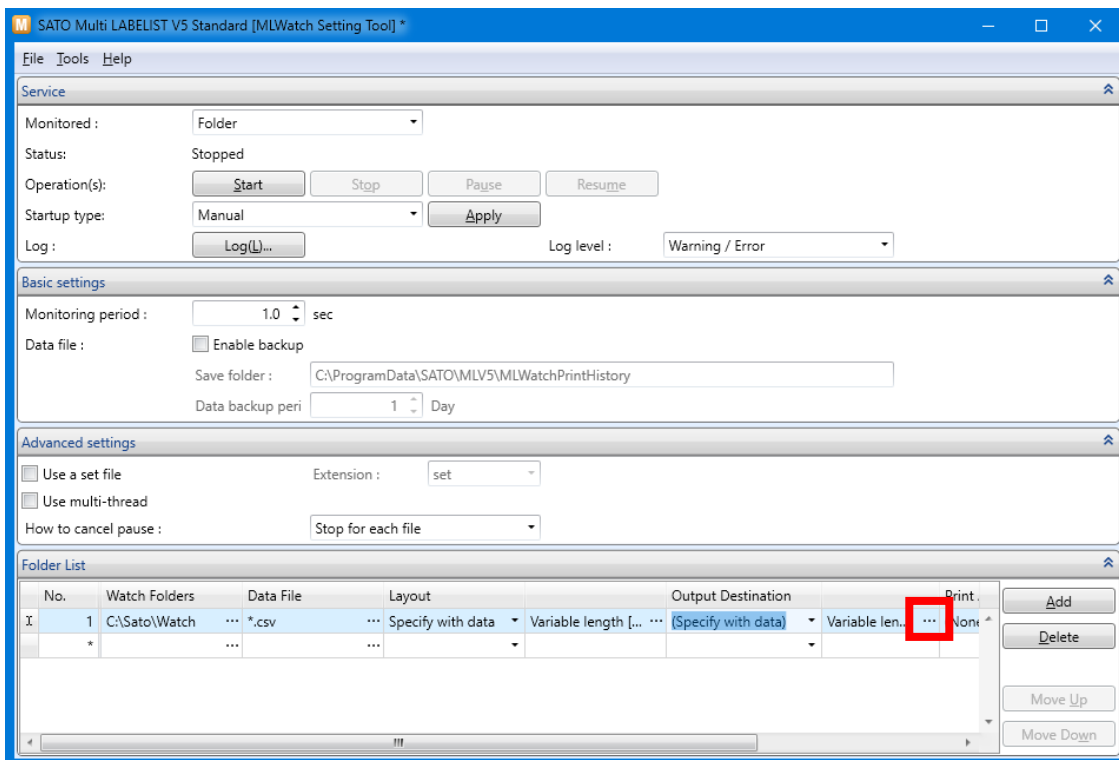 M SATO Multi LABELIST V5 Standard [MLWatch Setting Tool] *
File Tools Help
Service
Monitored : Folder
Status: Stopped
Operation(s): Start Stop Pause Resume
Startup type: Manual Apply
Log : Log(L)... Log level : Warning / Error
Basic settings
Monitoring period : 1.0 sec
Data file : Enable backup
Save folder : C:\ProgramData\SATO\MLV5\MLWatchPrintHistory
Data backup peri 1 Day
Advanced settings
Use a set file Extension : set
Use multi-thread
How to cancel pause : Stop for each file
Folder List
No. Watch Folders Data File Layout Output Destination Print . Add
1 C:\Sato\Watch ... *.csv ... Specify with data Variable length [... ... (Specify with data) Variable len... ... None
* ... ...
Delete
Move Up
Move Down